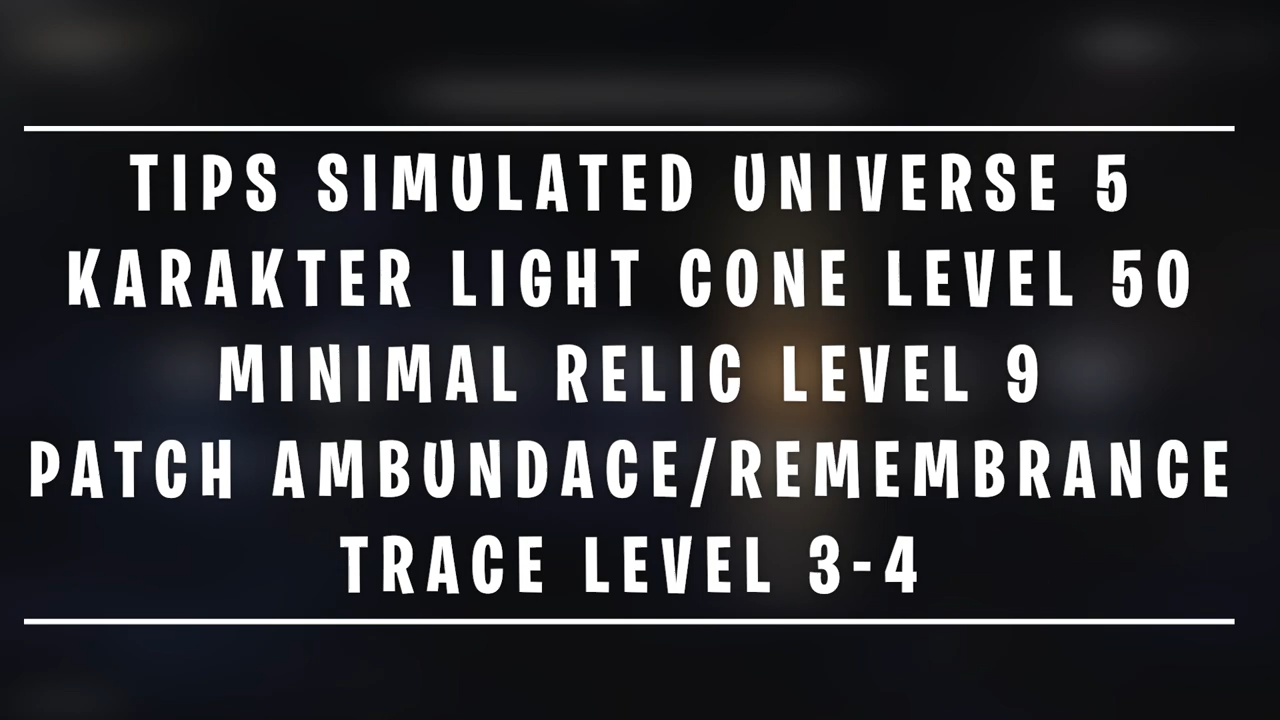 TIPS SIMULATED UNIVERSE 5
KARAKTER LIGHT CONE LEVEL 50
MINIMAL RELIC LEVEL 9
PATCH AMBUNDACE/REMEMBRANCE
TRACE LEVEL 3-4